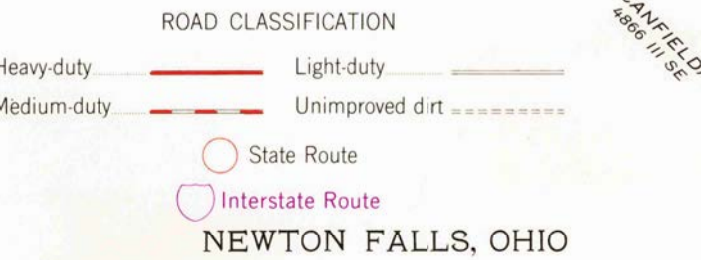 ROAD CLASSIFICATION
Heavy-duty Light-duty
Medium-duty Unimproved dirt
State Route
Interstate Route
NEWTON FALLS, OHIO
4866 III SE